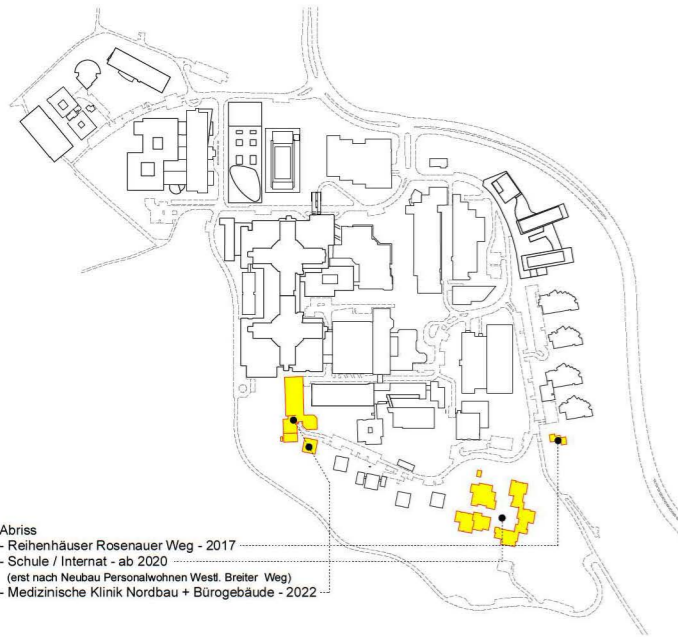 Abriss
- Reihenhäuser Rosenauer Weg - 2017
- Schule / Internat - ab 2020
(erst nach Neubau Personalwohnen Westl. Breiter Weg)
- Medizinische Klinik Nordbau + Bürogebäude - 2022